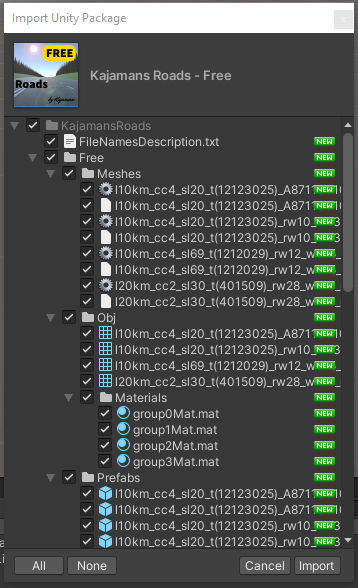 Import Unity Package
FREE
Roads
by Kajaman
Kajamans Roads - Free
KajamansRoads
FileNamesDescription.txt NEW
Free NEW
Meshes NEW
l10km_cc4_sl20_t(12123025)_A871 NEW
l10km_cc4_sl20_t(12123025)_A871 NEW
l10km_cc4_sl20_t(12123025)_rw10_ NEW
l10km_cc4_sl20_t(12123025)_rw10_ NEW
l10km_cc4_sl69_t(1212029)_rw12_w NEW
l10km_cc4_sl69_t(1212029)_rw12_w NEW
l20km_cc2_sl30_t(401509)_rw28_w NEW
l20km_cc2_sl30_t(401509)_rw28_w NEW
Obj NEW
l10km_cc4_sl20_t(12123025)_A871 NEW
l10km_cc4_sl20_t(12123025)_rw10_ NEW
l10km_cc4_sl69_t(1212029)_rw12_w NEW
l20km_cc2_sl30_t(401509)_rw28_w NEW
Materials NEW
group0Mat.mat NEW
group1Mat.mat NEW
group2Mat.mat NEW
group3Mat.mat NEW
Prefabs NEW
l10km_cc4_sl20_t(12123025)_A871 NEW
l10km_cc4_sl20_t(12123025)_A871 NEW
l10km_cc4_sl20_t(12123025)_rw10_ NEW
l10km_cc4_sl20_t(12123025)_rw10_ NEW
All None Cancel Import